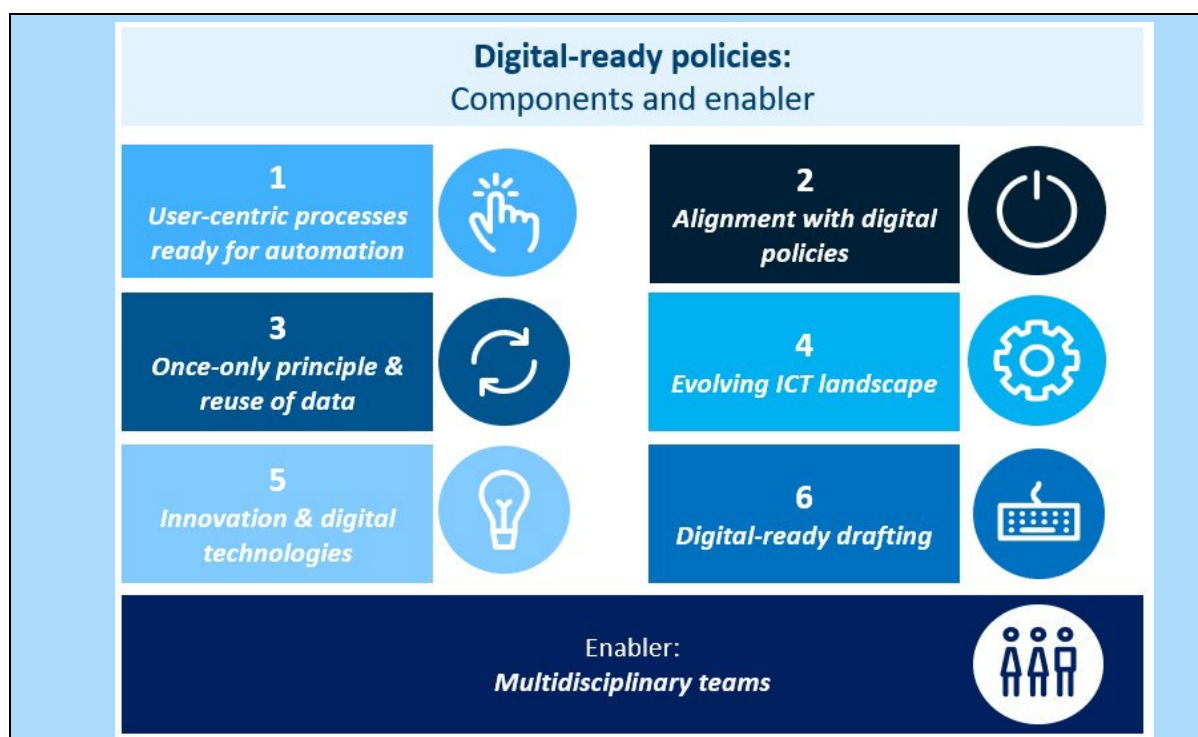 Digital-ready policies:
Components and enabler
1
User-centric processes
ready for automation
2
Alignment with digital
policies
3
Once-only principle &
reuse of data
4
Evolving ICT landscape
5
Innovation & digital
technologies
6
Digital-ready drafting
Enabler:
Multidisciplinary teams